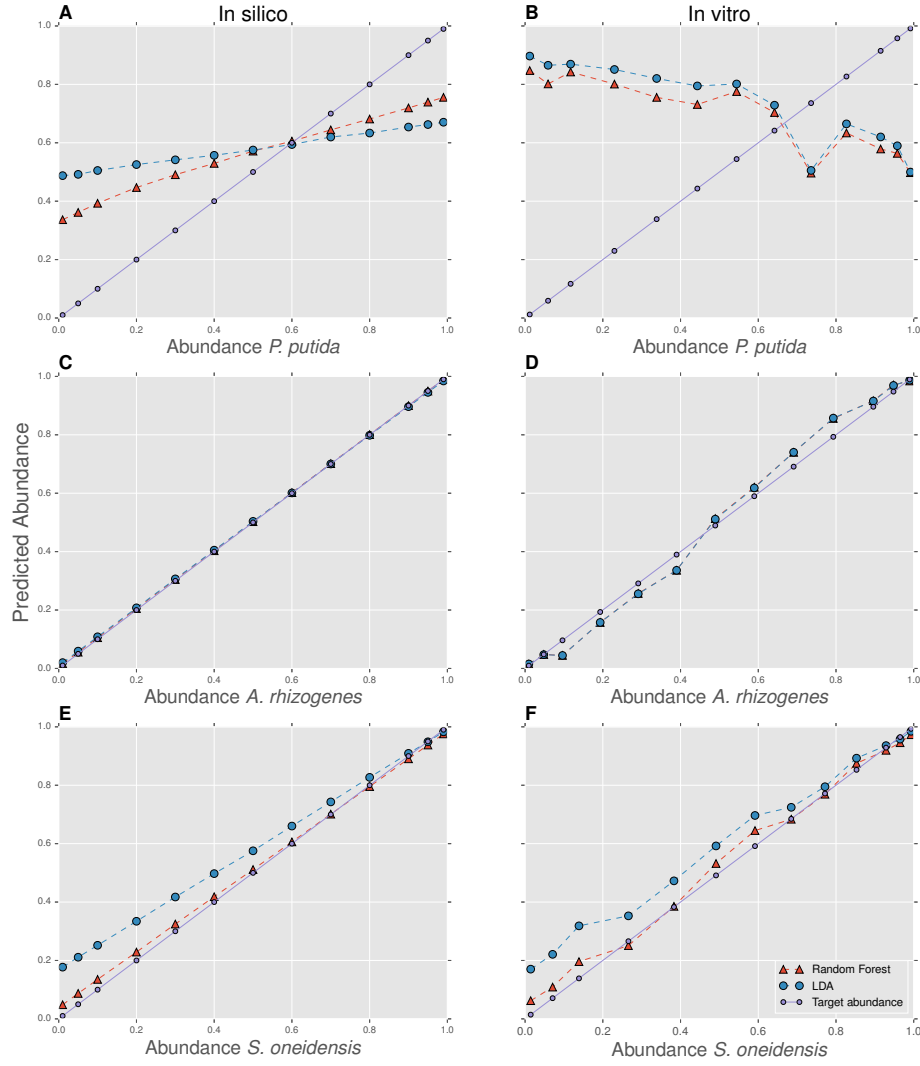 A In silico B In vitro
1.0
0.8
0.6
0.4
0.2
0.0
0.0 0.2 0.4 0.6 0.8 1.0
0.0 0.2 0.4 0.6 0.8 1.0
Abundance P. putida
Abundance P. putida
C D
1.0
0.8
0.6
0.4
0.2
0.0
Predicted Abundance
0.0 0.2 0.4 0.6 0.8 1.0
0.0 0.2 0.4 0.6 0.8 1.0
Abundance A. rhizogenes
Abundance A. rhizogenes
E F
1.0
0.8
0.6
0.4
0.2
0.0
Random Forest
LDA
Target abundance
0.0 0.2 0.4 0.6 0.8 1.0
0.0 0.2 0.4 0.6 0.8 1.0
Abundance S. oneidensis
Abundance S. oneidensis